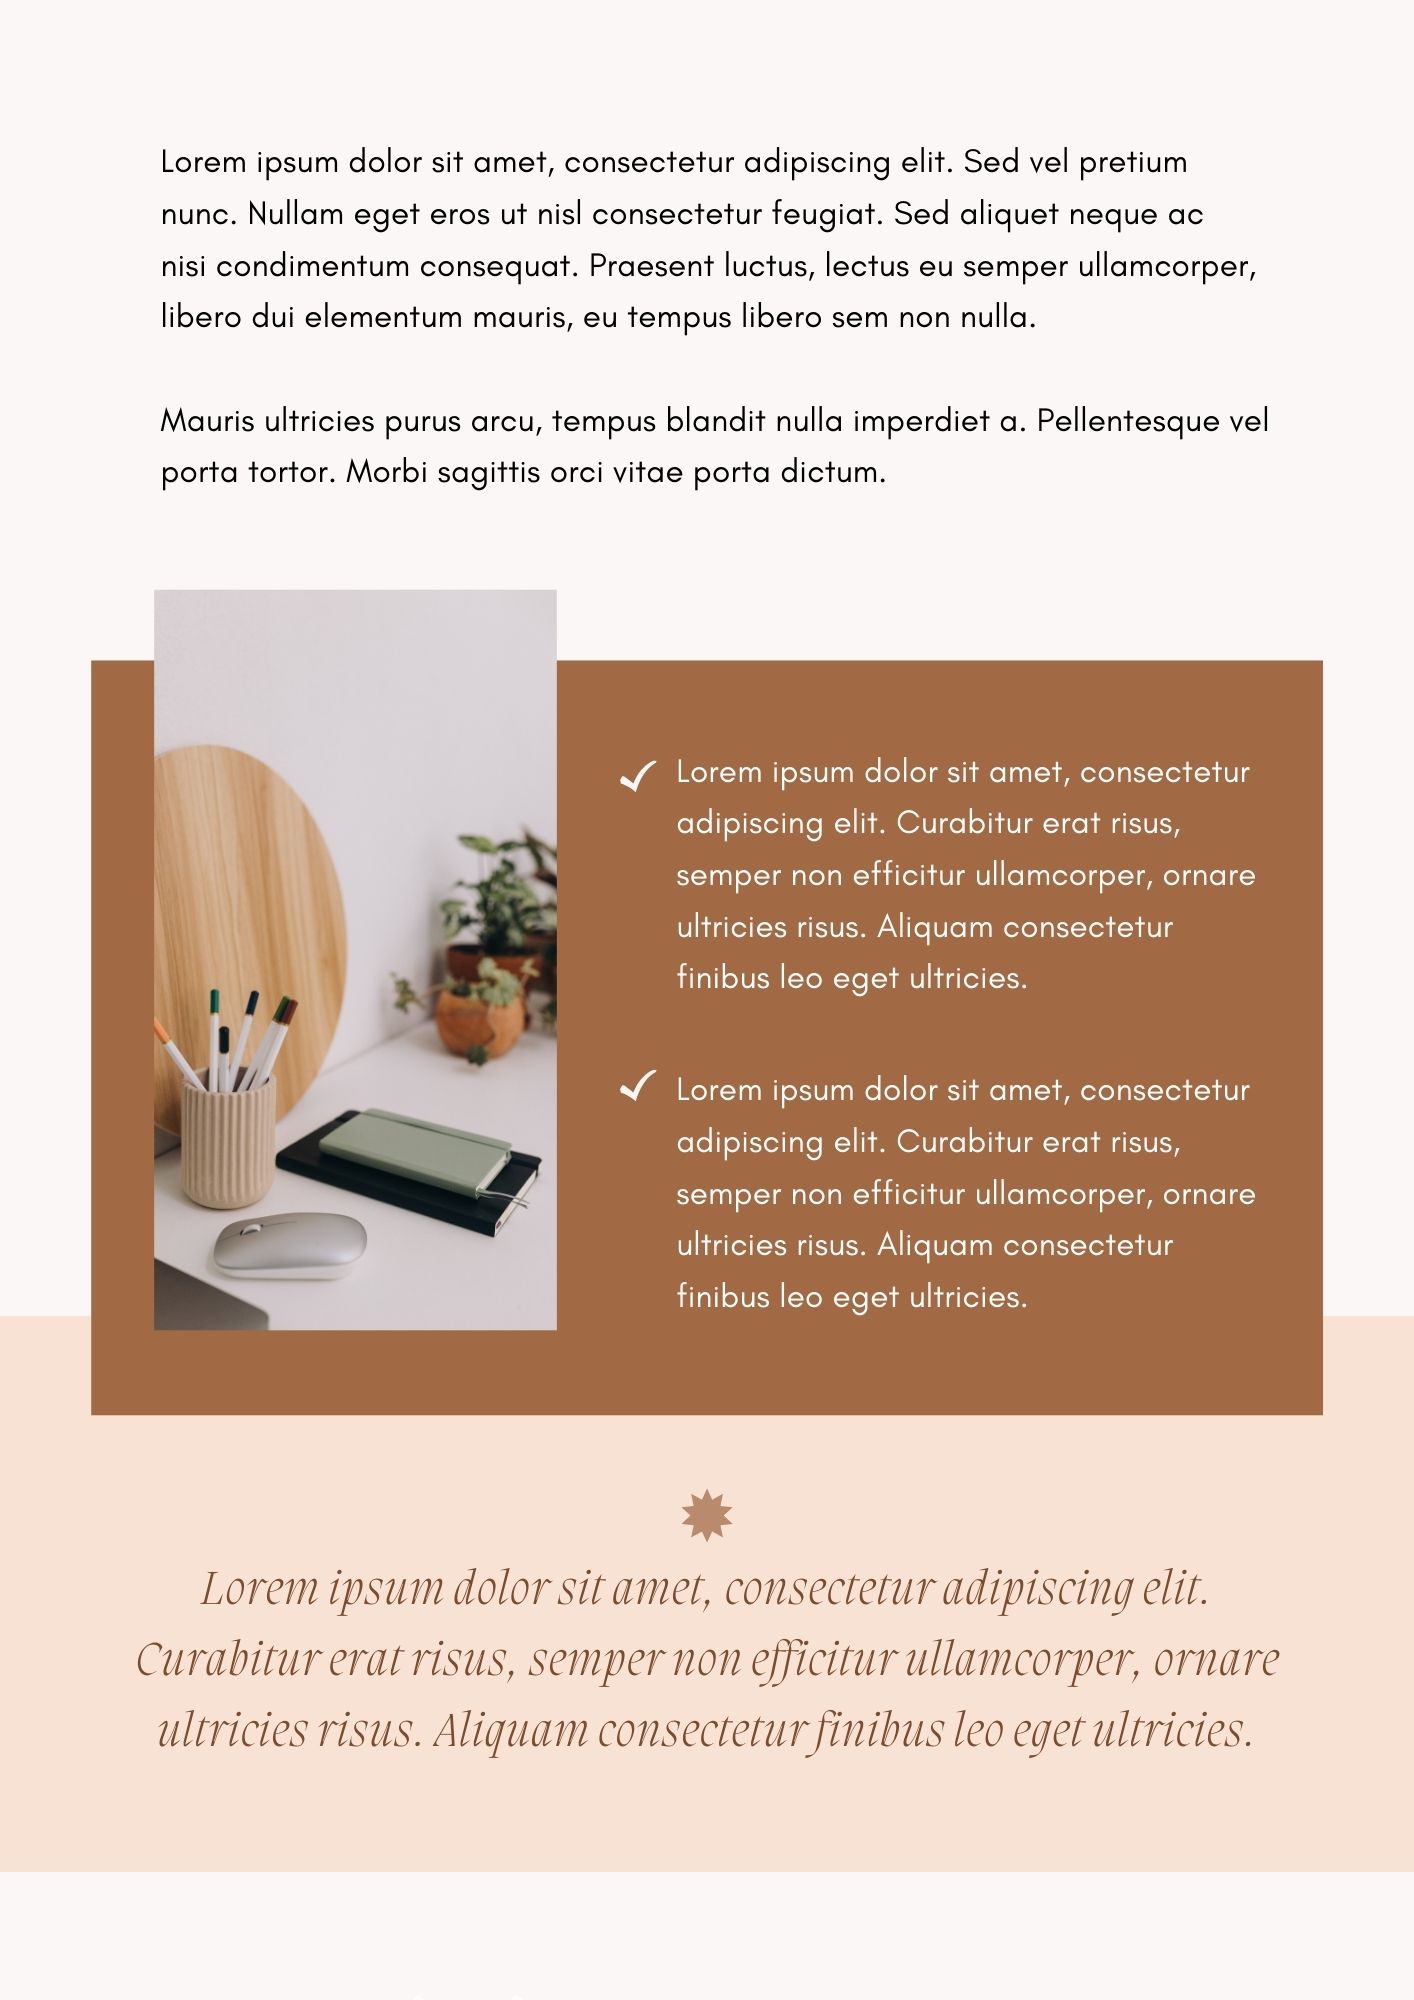 Lorem ipsum dolor sit amet, consectetur adipiscing elit. Sed vel pretium
nunc. Nullam eget eros ut nisl consectetur feugiat. Sed aliquet neque ac
nisi condimentum consequat. Praesent luctus, lectus eu semper ullamcorper,
libero dui elementum mauris, eu tempus libero sem non nulla.
Mauris ultricies purus arcu, tempus blandit nulla imperdiet a. Pellentesque vel
porta tortor. Morbi sagittis orci vitae porta dictum.
Lorem ipsum dolor sit amet, consectetur
adipiscing elit. Curabitur erat risus,
semper non efficitur ullamcorper, ornare
ultricies risus. Aliquam consectetur
finibus leo eget ultricies.
Lorem ipsum dolor sit amet, consectetur
adipiscing elit. Curabitur erat risus,
semper non efficitur ullamcorper, ornare
ultricies risus. Aliquam consectetur
finibus leo eget ultricies.
Lorem ipsum dolor sit amet, consectetur adipiscing elit.
Curabitur erat risus, semper non efficitur ullamcorper, ornare
ultricies risus. Aliquam consectetur finibus leo eget ultricies.